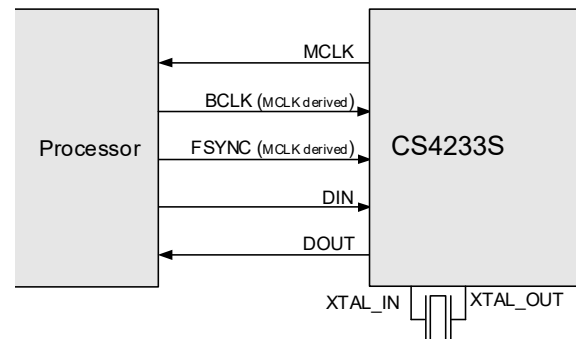 MCLK
BCLK (MCLK derived)
Processor
FSYNC (MCLK derived)
CS4233S
DIN
DOUT
XTAL_IN
XTAL_OUT